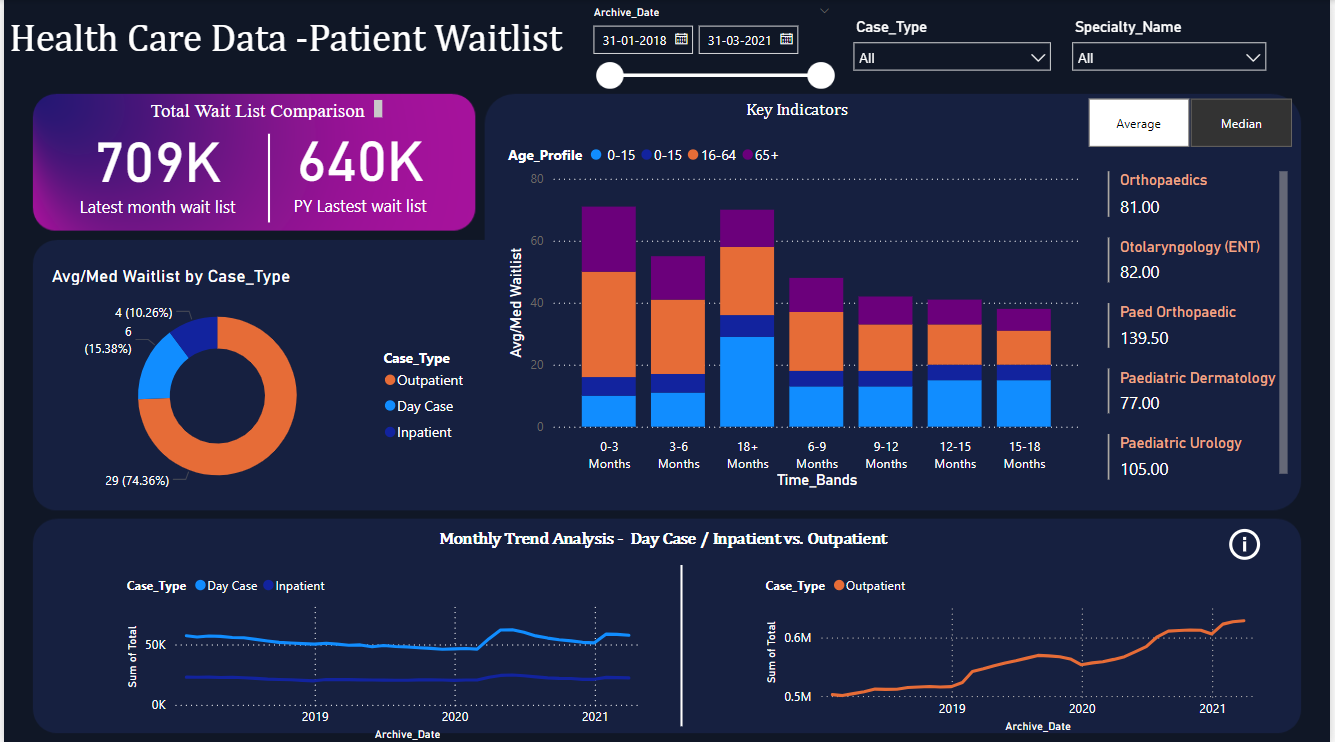 Health Care Data -Patient Waitlist
Archive_Date
31-01-2018
31-03-2021
Case_Type
All
Specialty_Name
All
Total Wait List Comparison
709K
Latest month wait list
640K
PY Lastest wait list
Key Indicators
Average
Median
Age_Profile 0-15 0-15 16-64 65+
Avg/Med Waitlist
80
60
40
20
0
0-3
Months
3-6
Months
18+
Months
6-9
Months
9-12
Months
12-15
Months
15-18
Months
Time_Bands
Orthopaedics
81.00
Otolaryngology (ENT)
82.00
Paed Orthopaedic
139.50
Paediatric Dermatology
77.00
Paediatric Urology
105.00
Avg/Med Waitlist by Case_Type
4 (10.26%)
6
(15.38%)
29 (74.36%)
Case_Type
Outpatient
Day Case
Inpatient
Monthly Trend Analysis - Day Case / Inpatient vs. Outpatient
i
Case_Type Day Case Inpatient
Sum of Total
50K
0K
2019
2020
2021
Archive_Date
Case_Type Outpatient
Sum of Total
0.6M
0.5M
2019
2020
2021
Archive_Date